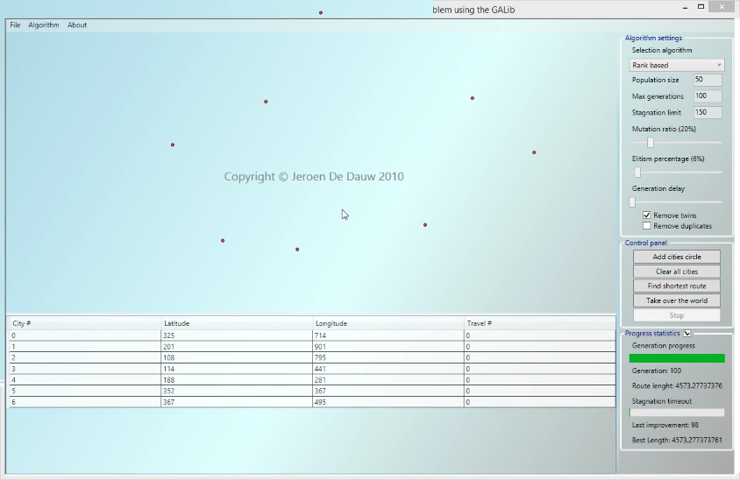 blem using the GALib
File Algorithm About
Algorithm settings
Selection algorithm
Rank based
Population size 50
Max generations 100
Stagnation limit 150
Mutation ratio (20%)
Elitism percentage (6%)
Generation delay
Remove twins
Remove duplicates
Copyright © Jeroen De Dauw 2010
Control panel
Add cities circle
Clear all cities
Find shortest route
Take over the world
Stop
City # Latitude Longitude Travel #
0 325 714 0
1 201 901 0
2 108 795 0
3 114 441 0
4 188 281 0
5 352 367 0
6 367 495 0
Progress statistics
Generation progress
Generation: 100
Route lenght: 4573.27737376
Stagnation timeout
Last improvement: 98
Best Length: 4573.277373761